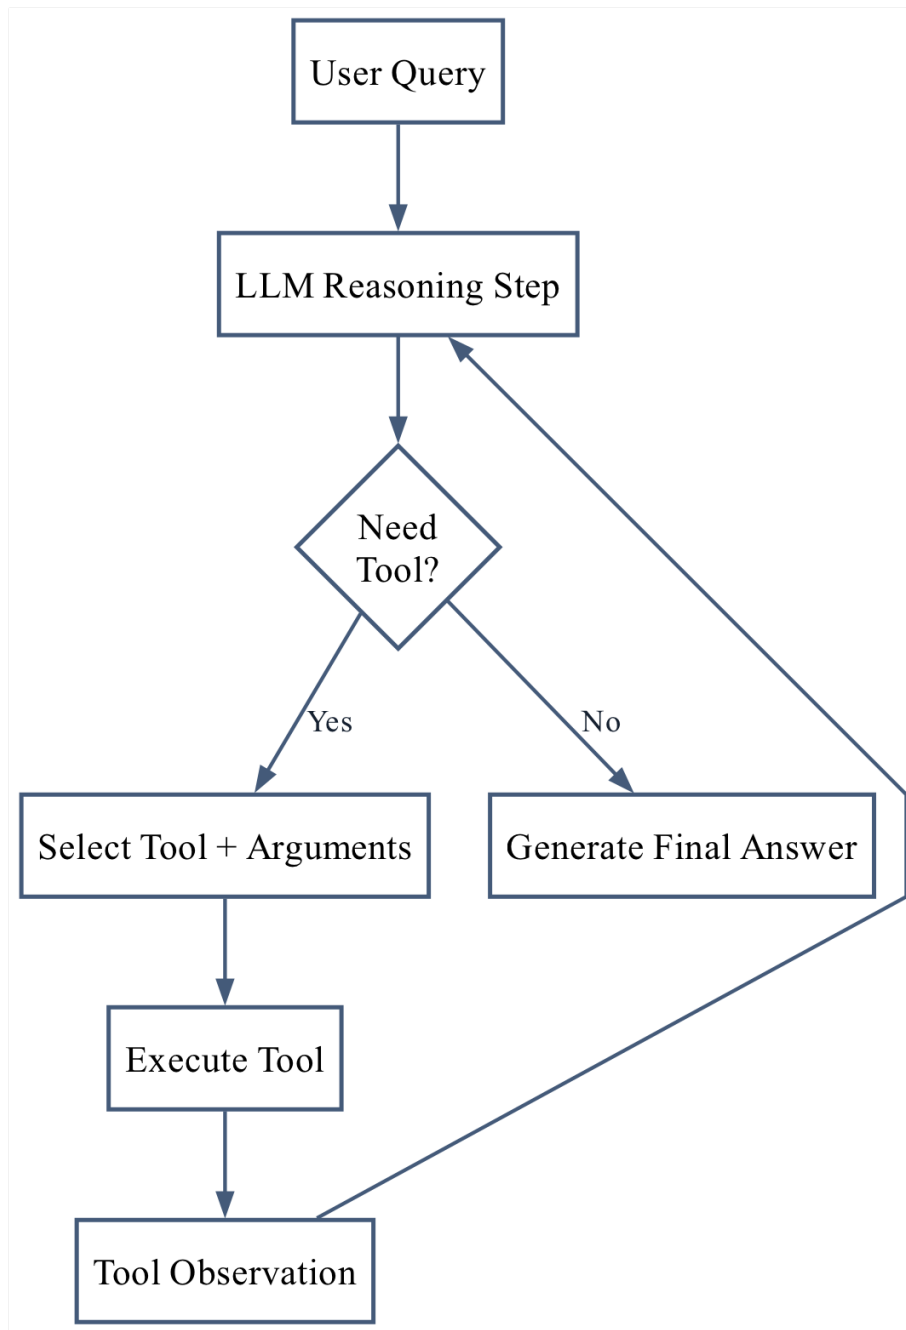 User Query
LLM Reasoning Step
Need
Tool?
Yes
No
Select Tool + Arguments
Generate Final Answer
Execute Tool
Tool Observation